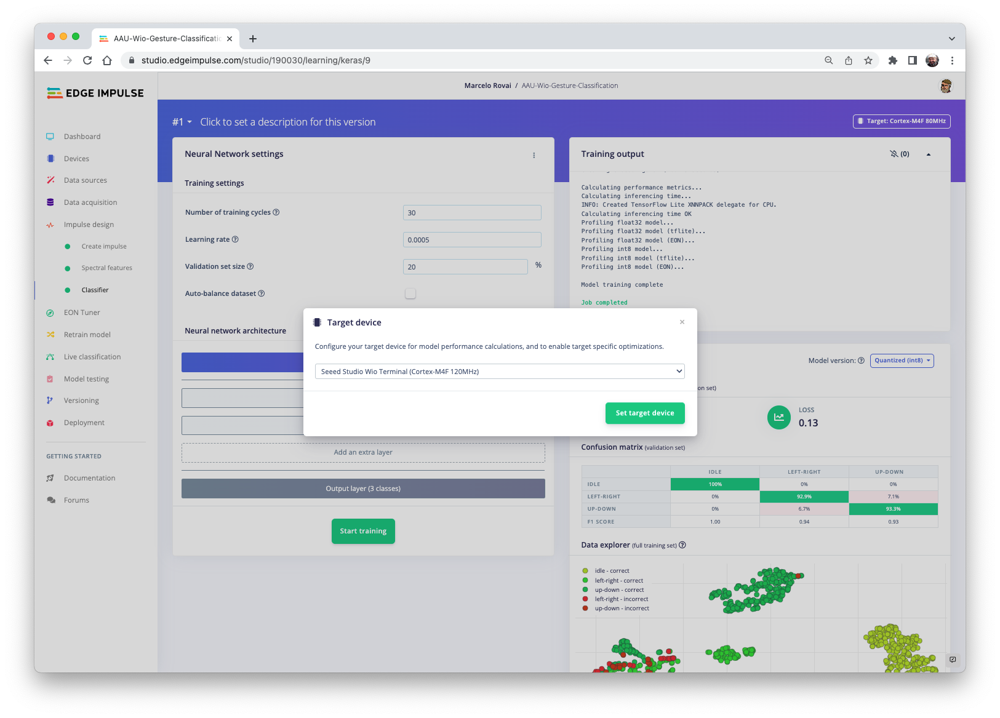 AAU-Wio-Gesture-Classificatio
studio.edgeimpulse.com/studio/190030/learning/keras/9
EDGE IMPULSE
Marcelo Rovai / AAU-Wio-Gesture-Classification
#1 Click to set a description for this version
Target: Cortex-M4F 80MHz
Dashboard
Devices
Data sources
Data acquisition
Impulse design
Create impulse
Spectral features
Classifier
EON Tuner
Retrain model
Live classification
Model testing
Versioning
Deployment
GETTING STARTED
Documentation
Forums
Neural Network settings
Training settings
Number of training cycles 30
Learning rate 0.0005
Validation set size 20 %
Auto-balance dataset
Neural network architecture
Add an extra layer
Output layer (3 classes)
Start training
Target device
Configure your target device for model performance calculations, and to enable target specific optimizations.
Seeed Studio Wio Terminal (Cortex-M4F 120MHz)
Set target device
Training output
(0)
Calculating performance metrics...
Calculating inferencing time...
INFO: Created TensorFlow Lite XNNPACK delegate for CPU.
Calculating inferencing time OK
Profiling float32 model...
Profiling float32 model (tflite)...
Profiling float32 model (EON)...
Profiling int8 model...
Profiling int8 model (tflite)...
Profiling int8 model (EON)...
Model training complete
Job completed
Model version: Quantized (int8)
on set)
LOSS
0.13
Confusion matrix (validation set)
IDLE LEFT-RIGHT UP-DOWN
IDLE 100% 0% 0%
LEFT-RIGHT 0% 92.9% 7.1%
UP-DOWN 0% 6.7% 93.3%
F1 SCORE 1.00 0.94 0.93
Data explorer (full training set)
idle - correct
left-right - correct
up-down - correct
left-right - incorrect
up-down - incorrect